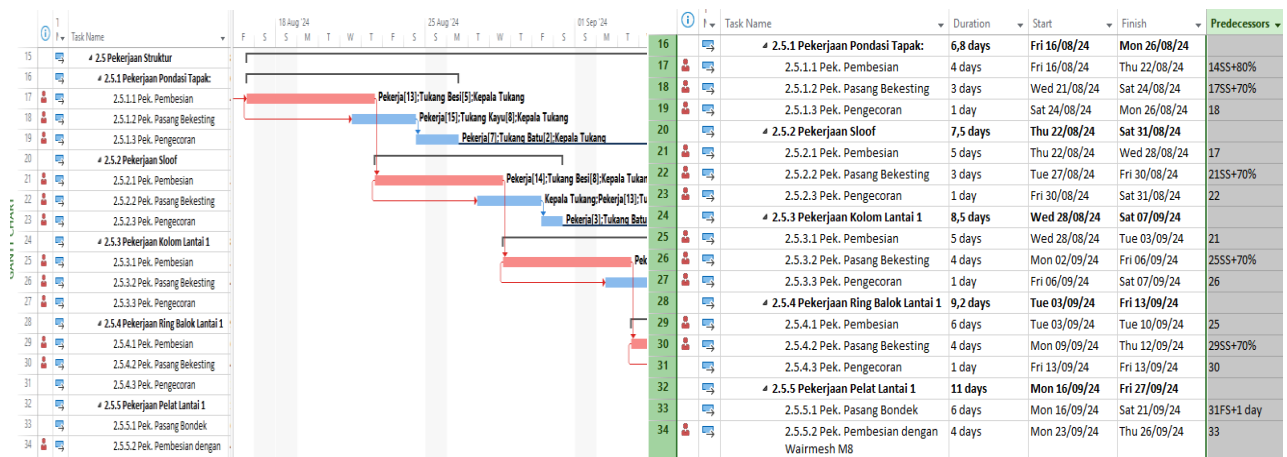 18 Aug '24 25 Aug '24 01 Sep '24
Task Name F S S M T W T F S S M T W T F S S M T
15 2.5 Pekerjaan Struktur
16 2.5.1 Pekerjaan Pondasi Tapak:
17 2.5.1.1 Pek. Pembesian Pekerja[13];Tukang Besi[5];Kepala Tukang
18 2.5.1.2 Pek. Pasang Bekesting Pekerja[15];Tukang Kayu[8];Kepala Tukang
19 2.5.1.3 Pek. Pengecoran Pekerja[7];Tukang Batu[2];Kepala Tukang
20 2.5.2 Pekerjaan Sloof
21 2.5.2.1 Pek. Pembesian Pekerja[14];Tukang Besi[8];Kepala Tukan
22 2.5.2.2 Pek. Pasang Bekesting Kepala Tukang;Pekerja[13];Tu
23 2.5.2.3 Pek. Pengecoran Pekerja[3];Tukang Batu
24 2.5.3 Pekerjaan Kolom Lantai 1
25 2.5.3.1 Pek. Pembesian Pek
26 2.5.3.2 Pek. Pasang Bekesting
27 2.5.3.3 Pek. Pengecoran
28 2.5.4 Pekerjaan Ring Balok Lantai 1
29 2.5.4.1 Pek. Pembesian
30 2.5.4.2 Pek. Pasang Bekesting
31 2.5.4.3 Pek. Pengecoran
32 2.5.5 Pekerjaan Pelat Lantai 1
33 2.5.5.1 Pek. Pasang Bondek
34 2.5.5.2 Pek. Pembesian dengan
Task Name Duration Start Finish Predecessors
16 2.5.1 Pekerjaan Pondasi Tapak: 6,8 days Fri 16/08/24 Mon 26/08/24
17 2.5.1.1 Pek. Pembesian 4 days Fri 16/08/24 Thu 22/08/24 14SS+80%
18 2.5.1.2 Pek. Pasang Bekesting 3 days Wed 21/08/24 Sat 24/08/24 17SS+70%
19 2.5.1.3 Pek. Pengecoran 1 day Sat 24/08/24 Mon 26/08/24 18
20 2.5.2 Pekerjaan Sloof 7,5 days Thu 22/08/24 Sat 31/08/24
21 2.5.2.1 Pek. Pembesian 5 days Thu 22/08/24 Wed 28/08/24 17
22 2.5.2.2 Pek. Pasang Bekesting 3 days Tue 27/08/24 Fri 30/08/24 21SS+70%
23 2.5.2.3 Pek. Pengecoran 1 day Fri 30/08/24 Sat 31/08/24 22
24 2.5.3 Pekerjaan Kolom Lantai 1 8,5 days Wed 28/08/24 Sat 07/09/24
25 2.5.3.1 Pek. Pembesian 5 days Wed 28/08/24 Tue 03/09/24 21
26 2.5.3.2 Pek. Pasang Bekesting 4 days Mon 02/09/24 Fri 06/09/24 25SS+70%
27 2.5.3.3 Pek. Pengecoran 1 day Fri 06/09/24 Sat 07/09/24 26
28 2.5.4 Pekerjaan Ring Balok Lantai 1 9,2 days Tue 03/09/24 Fri 13/09/24
29 2.5.4.1 Pek. Pembesian 6 days Tue 03/09/24 Tue 10/09/24 25
30 2.5.4.2 Pek. Pasang Bekesting 4 days Mon 09/09/24 Thu 12/09/24 29SS+70%
31 2.5.4.3 Pek. Pengecoran 1 day Fri 13/09/24 Fri 13/09/24 30
32 2.5.5 Pekerjaan Pelat Lantai 1 11 days Mon 16/09/24 Fri 27/09/24
33 2.5.5.1 Pek. Pasang Bondek 6 days Mon 16/09/24 Sat 21/09/24 31FS+1 day
34 2.5.5.2 Pek. Pembesian dengan 4 days Mon 23/09/24 Thu 26/09/24 33
Wairmesh M8